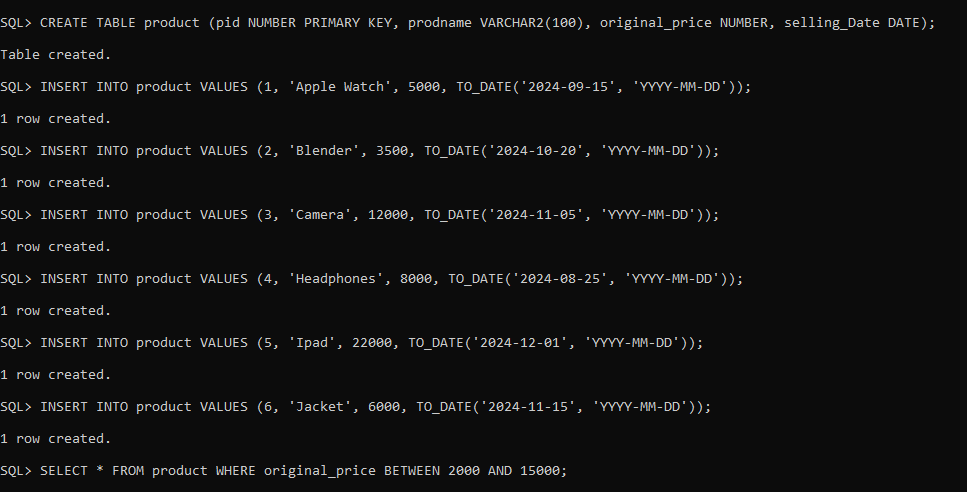 SQL> CREATE TABLE product (pid NUMBER PRIMARY KEY, prodname VARCHAR2(100), original_price NUMBER, selling_Date DATE);
Table created.
SQL> INSERT INTO product VALUES (1, 'Apple Watch', 5000, TO_DATE('2024-09-15', 'YYYY-MM-DD'));
1 row created.
SQL> INSERT INTO product VALUES (2, 'Blender', 3500, TO_DATE('2024-10-20', 'YYYY-MM-DD'));
1 row created.
SQL> INSERT INTO product VALUES (3, 'Camera', 12000, TO_DATE('2024-11-05', 'YYYY-MM-DD'));
1 row created.
SQL> INSERT INTO product VALUES (4, 'Headphones', 8000, TO_DATE('2024-08-25', 'YYYY-MM-DD'));
1 row created.
SQL> INSERT INTO product VALUES (5, 'Ipad', 22000, TO_DATE('2024-12-01', 'YYYY-MM-DD'));
1 row created.
SQL> INSERT INTO product VALUES (6, 'Jacket', 6000, TO_DATE('2024-11-15', 'YYYY-MM-DD'));
1 row created.
SQL> SELECT * FROM product WHERE original_price BETWEEN 2000 AND 15000;